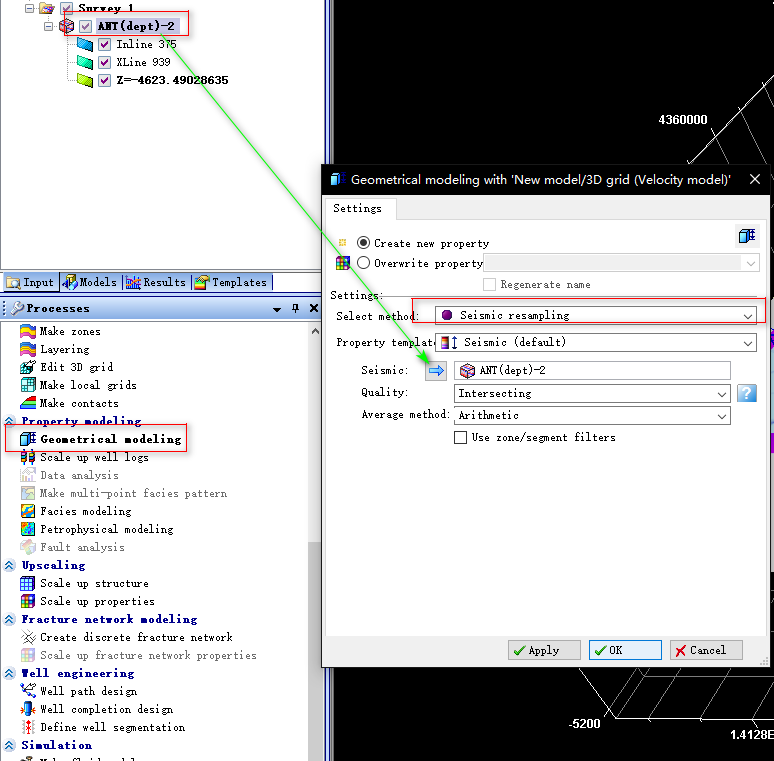 Survey 1
ANT(dept)-2
Inline 375
XLine 939
Z=-4623.49028635
Input Models Results Templates
Processes
Make zones
Layering
Edit 3D grid
Make local grids
Make contacts
Property modeling
Geometrical modeling
Scale up well logs
Data analysis
Make multi-point facies pattern
Facies modeling
Petrophysical modeling
Fault analysis
Upscaling
Scale up structure
Scale up properties
Fracture network modeling
Create discrete fracture network
Scale up fracture network properties
Well engineering
Well path design
Well completion design
Define well segmentation
Simulation
4360000
Geometrical modeling with 'New model/3D grid (Velocity model)'
Settings
Create new property
Overwrite property
Regenerate name
Settings:
Select method: Seismic resampling
Property template Seismic (default)
Seismic: ANT(dept)-2
Quality: Intersecting
?
Average method: Arithmetic
Use zone/segment filters
Apply OK Cancel
-5200
1.4128E